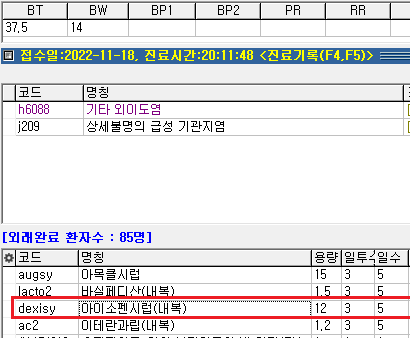 BT BW BP1 BP2 PR RR
37,5 14
접수일:2022-11-18, 진료시간:20:11:48 <진료기록(F4,F5)>
코드 명칭
h6088 기타 외이도염
j209 상세불명의 급성 기관지염
[외래완료 환자수 : 85명]
코드 명칭 용량 일투수 일수
augsy 아목클시럽 15 3 5
lacto2 바실페디산(내복) 1,5 3 5
dexisy 아이소펜시럽(내복) 12 3 5
ac2 이테란과립(내복) 1,2 3 5